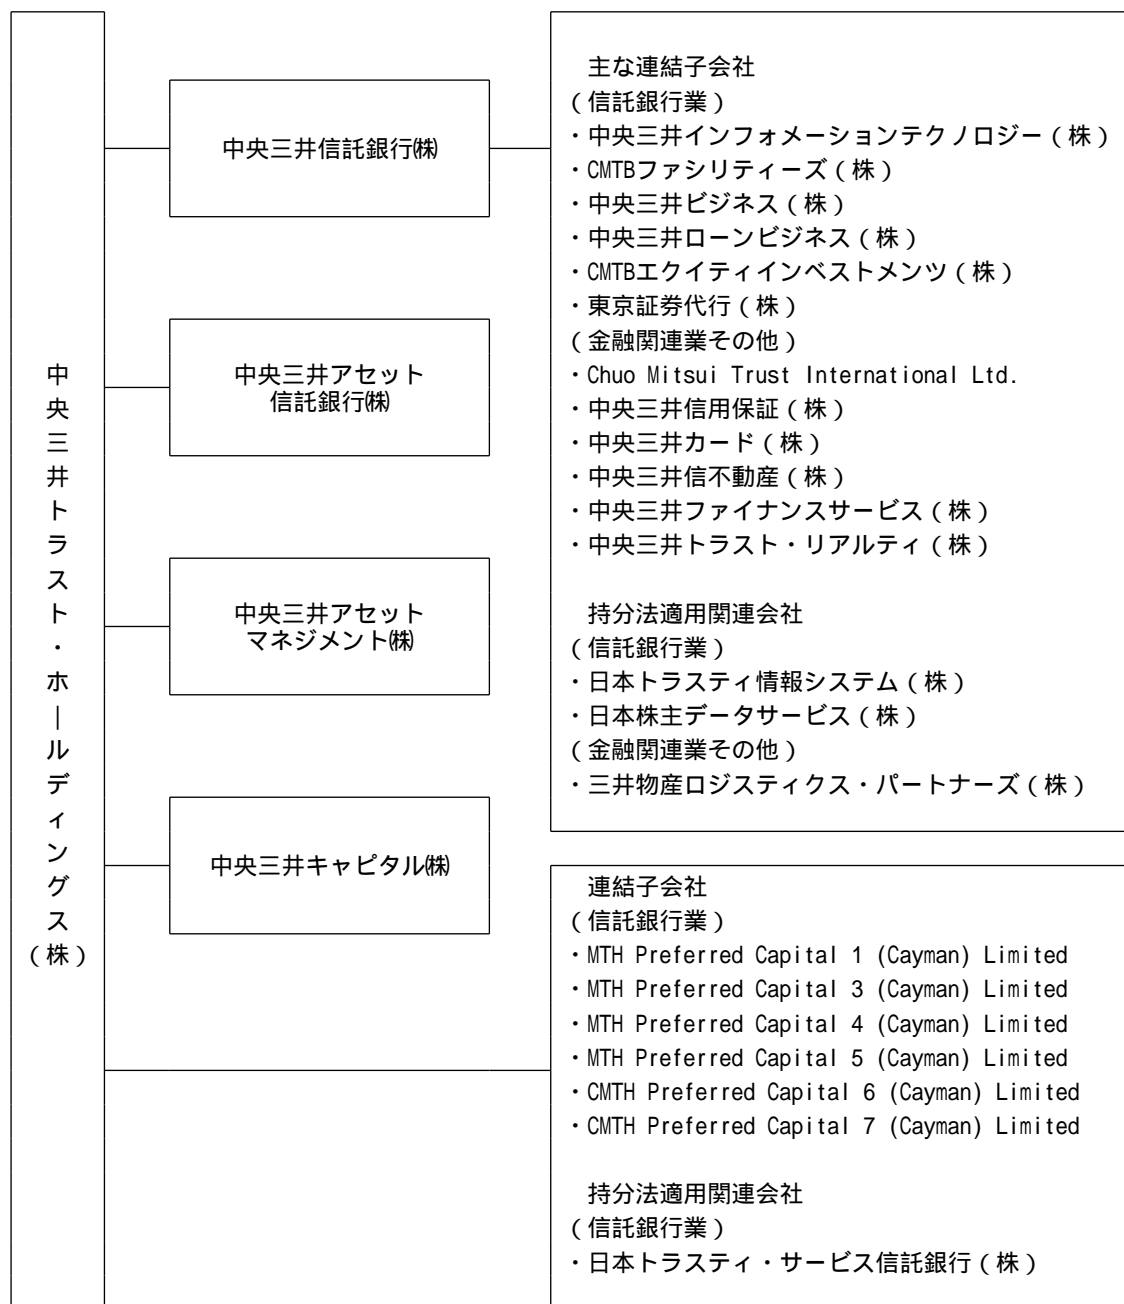 中央三井トラスト・ホールディングス(株)
中央三井信託銀行㈱
中央三井アセット
信託銀行㈱
中央三井アセット
マネジメント㈱
中央三井キャピタル㈱
主な連結子会社
(信託銀行業)
・中央三井インフォメーションテクノロジー(株)
・CMTBファシリティーズ(株)
・中央三井ビジネス(株)
・中央三井ローンビジネス(株)
・CMTBエクイティインベストメンツ(株)
・東京証券代行(株)
(金融関連業その他)
・Chuo Mitsui Trust International Ltd.
・中央三井信用保証(株)
・中央三井カード(株)
・中央三井信不動産(株)
・中央三井ファイナンスサービス(株)
・中央三井トラスト・リアルティ(株)
持分法適用関連会社
(信託銀行業)
・日本トラスティ情報システム(株)
・日本株主データサービス(株)
(金融関連業その他)
・三井物産ロジスティクス・パートナーズ(株)
連結子会社
(信託銀行業)
・MTH Preferred Capital 1 (Cayman) Limited
・MTH Preferred Capital 3 (Cayman) Limited
・MTH Preferred Capital 4 (Cayman) Limited
・MTH Preferred Capital 5 (Cayman) Limited
・CMTH Preferred Capital 6 (Cayman) Limited
・CMTH Preferred Capital 7 (Cayman) Limited
持分法適用関連会社
(信託銀行業)
・日本トラスティ・サービス信託銀行(株)